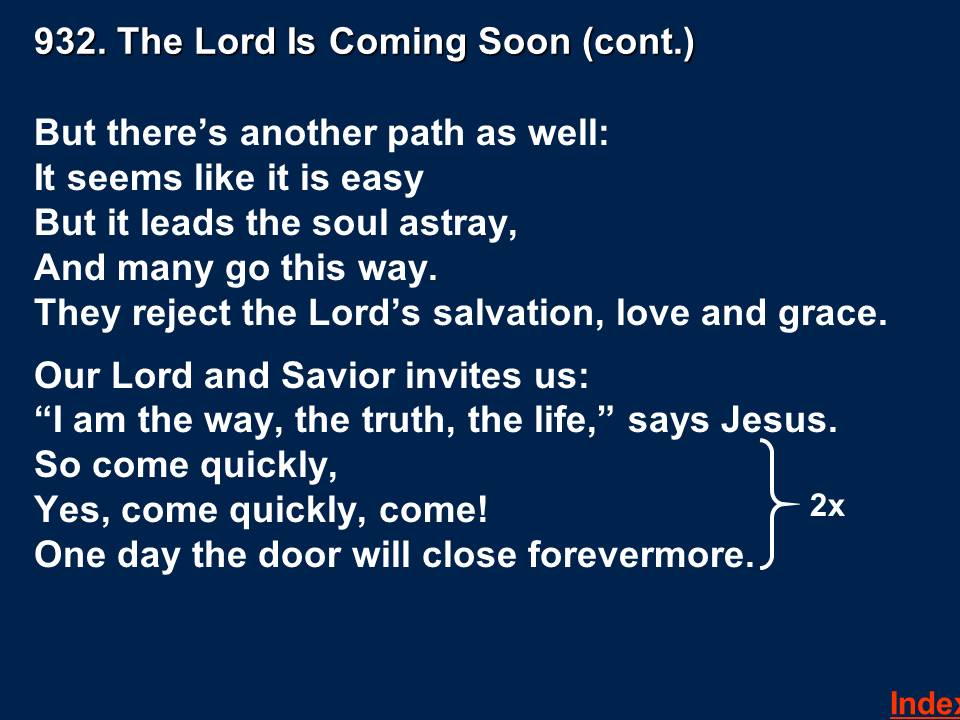 932. The Lord Is Coming Soon (cont.)
But there’s another path as well:
It seems like it is easy
But it leads the soul astray,
And many go this way.
They reject the Lord’s salvation, love and grace.
Our Lord and Savior invites us:
“I am the way, the truth, the life,” says Jesus.
So come quickly,
Yes, come quickly, come!
2x
One day the door will close forevermore.
Index